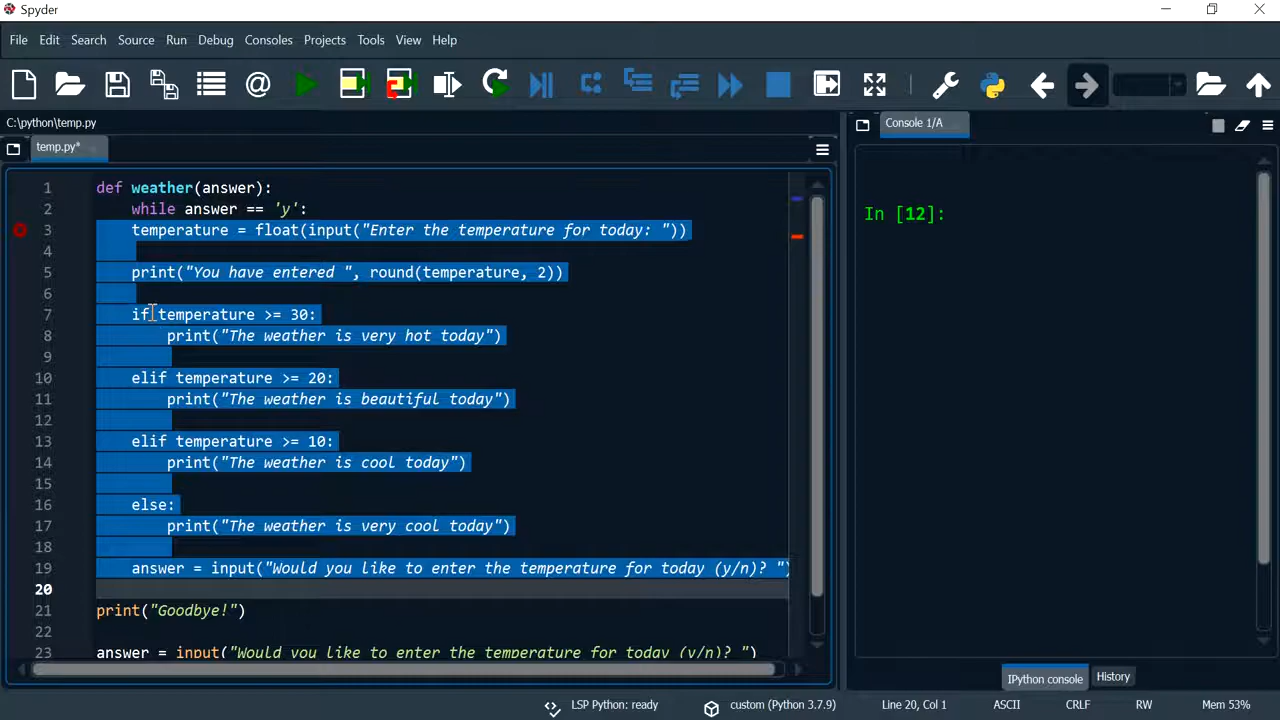 Spyder
File Edit Search Source Run Debug Consoles Projects Tools View Help
C:\python\temp.py
temp.py*
Console 1/A
1 def weather(answer):
2 while answer == 'y':
3 temperature = float(input("Enter the temperature for today: "))
4
5 print("You have entered ", round(temperature, 2))
6
7 if temperature >= 30:
8 print("The weather is very hot today")
9
10 elif temperature >= 20:
11 print("The weather is beautiful today")
12
13 elif temperature >= 10:
14 print("The weather is cool today")
15
16 else:
17 print("The weather is very cool today")
18
19 answer = input("Would you like to enter the temperature for today (y/n)? ")
20
21 print("Goodbye!")
22
23 answer = input("Would you like to enter the temperature for today (y/n)? ")
In [12]:
IPython console
History
LSP Python: ready
custom (Python 3.7.9)
Line 20, Col 1
ASCII
CRLF
RW
Mem 53%